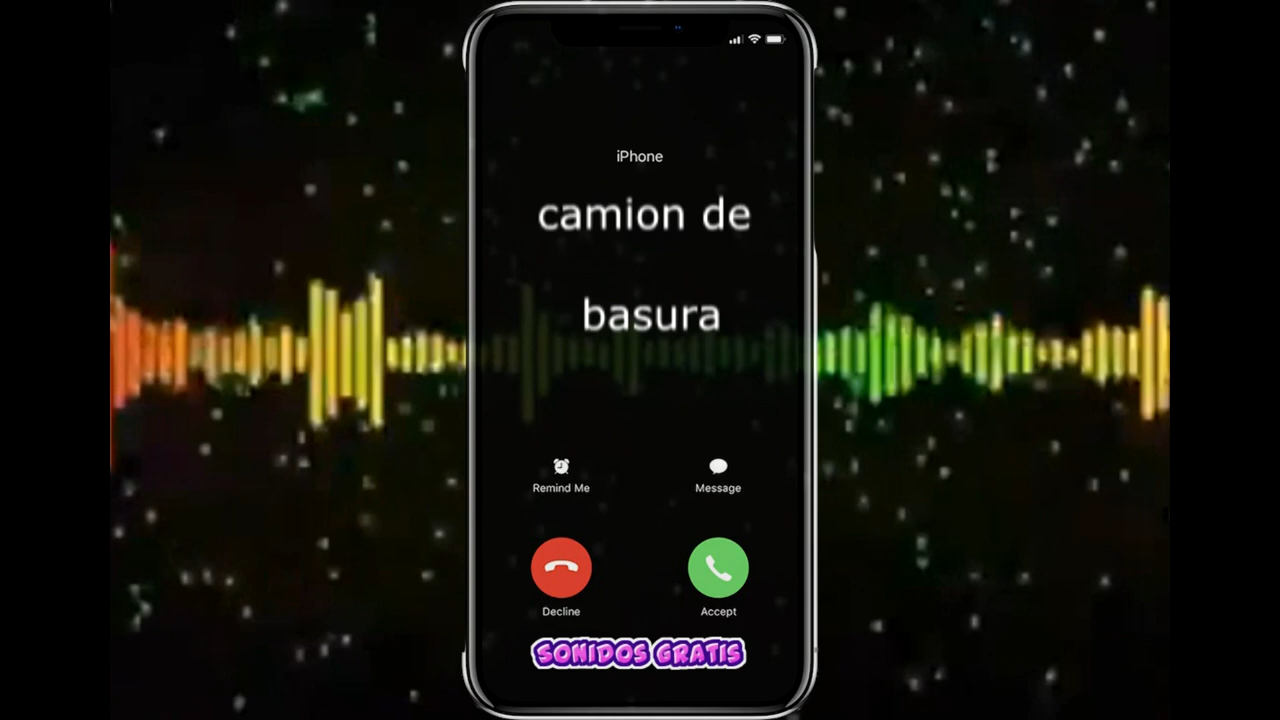 iPhone
camion de
basura
Remind Me
Message
Decline
Accept
SONIDOS GRATIS